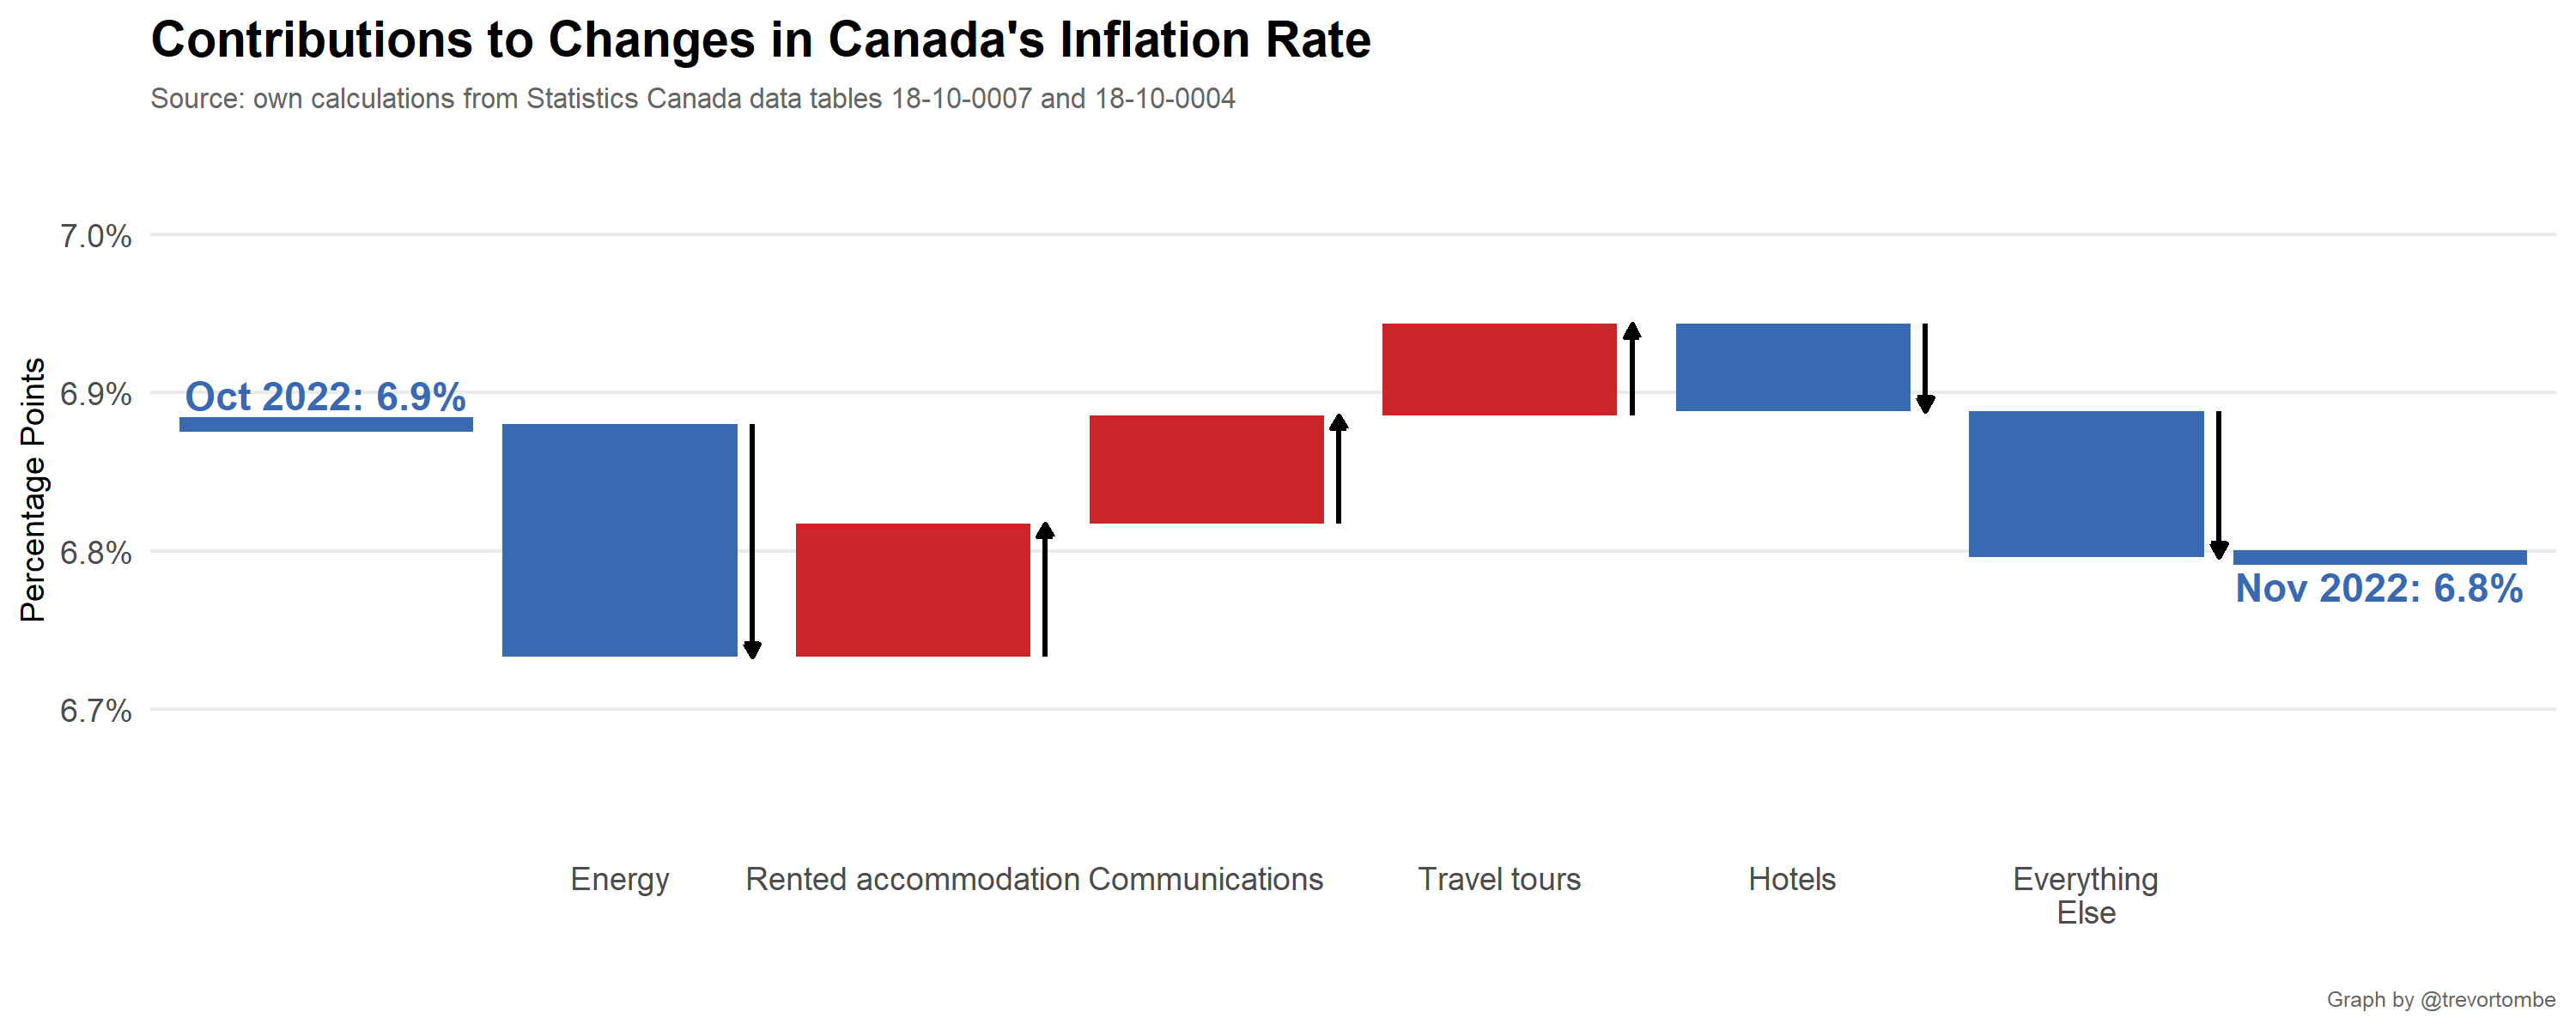 Contributions to Changes in Canada's Inflation Rate
Source: own calculations from Statistics Canada data tables 18-10-0007 and 18-10-0004
Percentage Points
7.0%
6.9%
6.8%
6.7%
Oct 2022: 6.9%
Nov 2022: 6.8%
Energy
Rented accommodation
Communications
Travel tours
Hotels
Everything
Else
Graph by @trevortombe